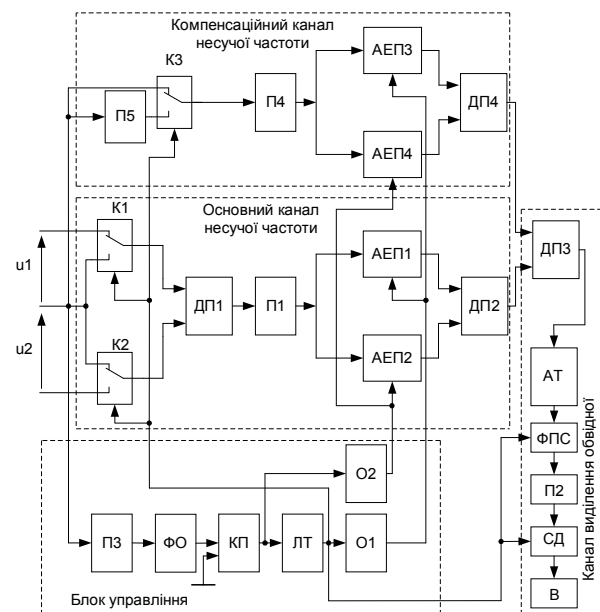 Компенсаційний канал
несучої частоти
К3
П5
П4
АЕП3
АЕП4
ДП4
Основний канал
несучої частоти
К1
u1
u2
К2
ДП1
П1
АЕП1
АЕП2
ДП2
ДП3
АТ
ФПС
П2
СД
В
Канал виділення обвідної
О2
П3
ФО
КП
ЛТ
О1
Блок управління